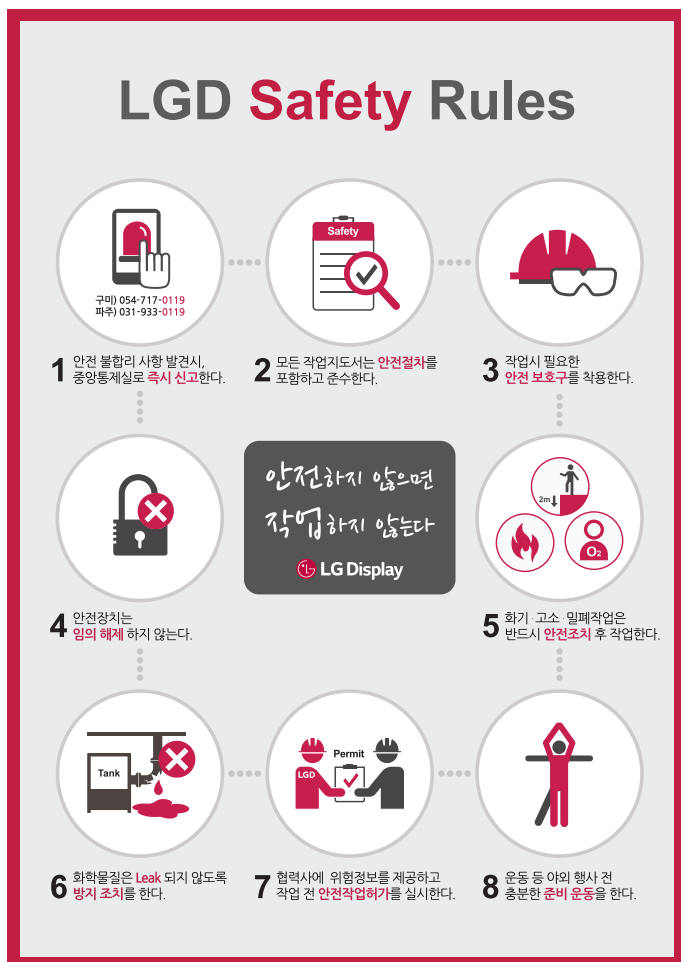 LGD Safety Rules
구미) 054-717-0119
파주) 031-933-0119
Safety
1 안전 불합리 사항 발견시,
중앙통제실로 즉시 신고한다.
2 모든 작업지도서는 안전절차를
포함하고 준수한다.
3 작업시 필요한
안전 보호구를 착용한다.
안전하지 않으면
작업하지 않는다
LG Display
2m
O2
4 안전장치는
임의 해제 하지 않는다.
5 화기·고소·밀폐작업은
반드시 안전조치 후 작업한다.
Tank
Permit
LGD
6 화학물질은 Leak 되지 않도록
방지 조치를 한다.
7 협력사에 위험정보를 제공하고
작업 전 안전작업허가를 실시한다.
8 운동 등 야외 행사 전
충분한 준비 운동을 한다.